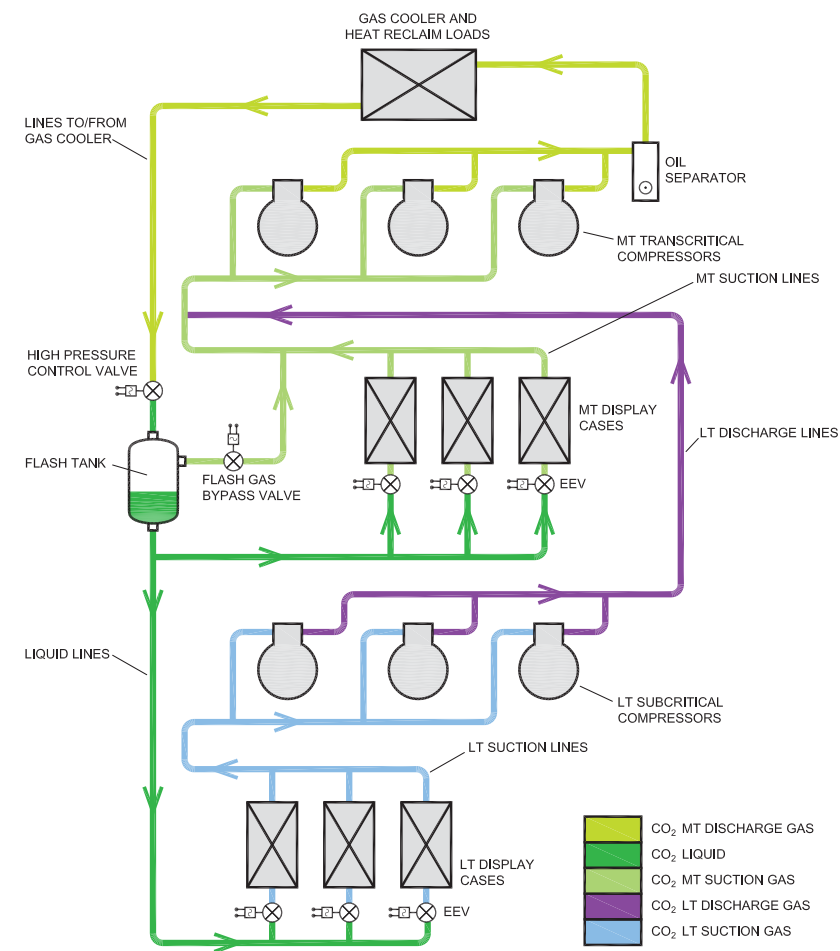 GAS COOLER AND
HEAT RECLAIM LOADS
LINES TO/FROM
GAS COOLER
OIL
SEPARATOR
MT TRANSCRITICAL
COMPRESSORS
MT SUCTION LINES
HIGH PRESSURE
CONTROL VALVE
MT DISPLAY
CASES
LT DISCHARGE LINES
FLASH TANK
FLASH GAS
BYPASS VALVE
EEV
LIQUID LINES
LT SUBCRITICAL
COMPRESSORS
LT SUCTION LINES
LT DISPLAY
CASES
EEV
CO₂ MT DISCHARGE GAS
CO₂ LIQUID
CO₂ MT SUCTION GAS
CO₂ LT DISCHARGE GAS
CO₂ LT SUCTION GAS